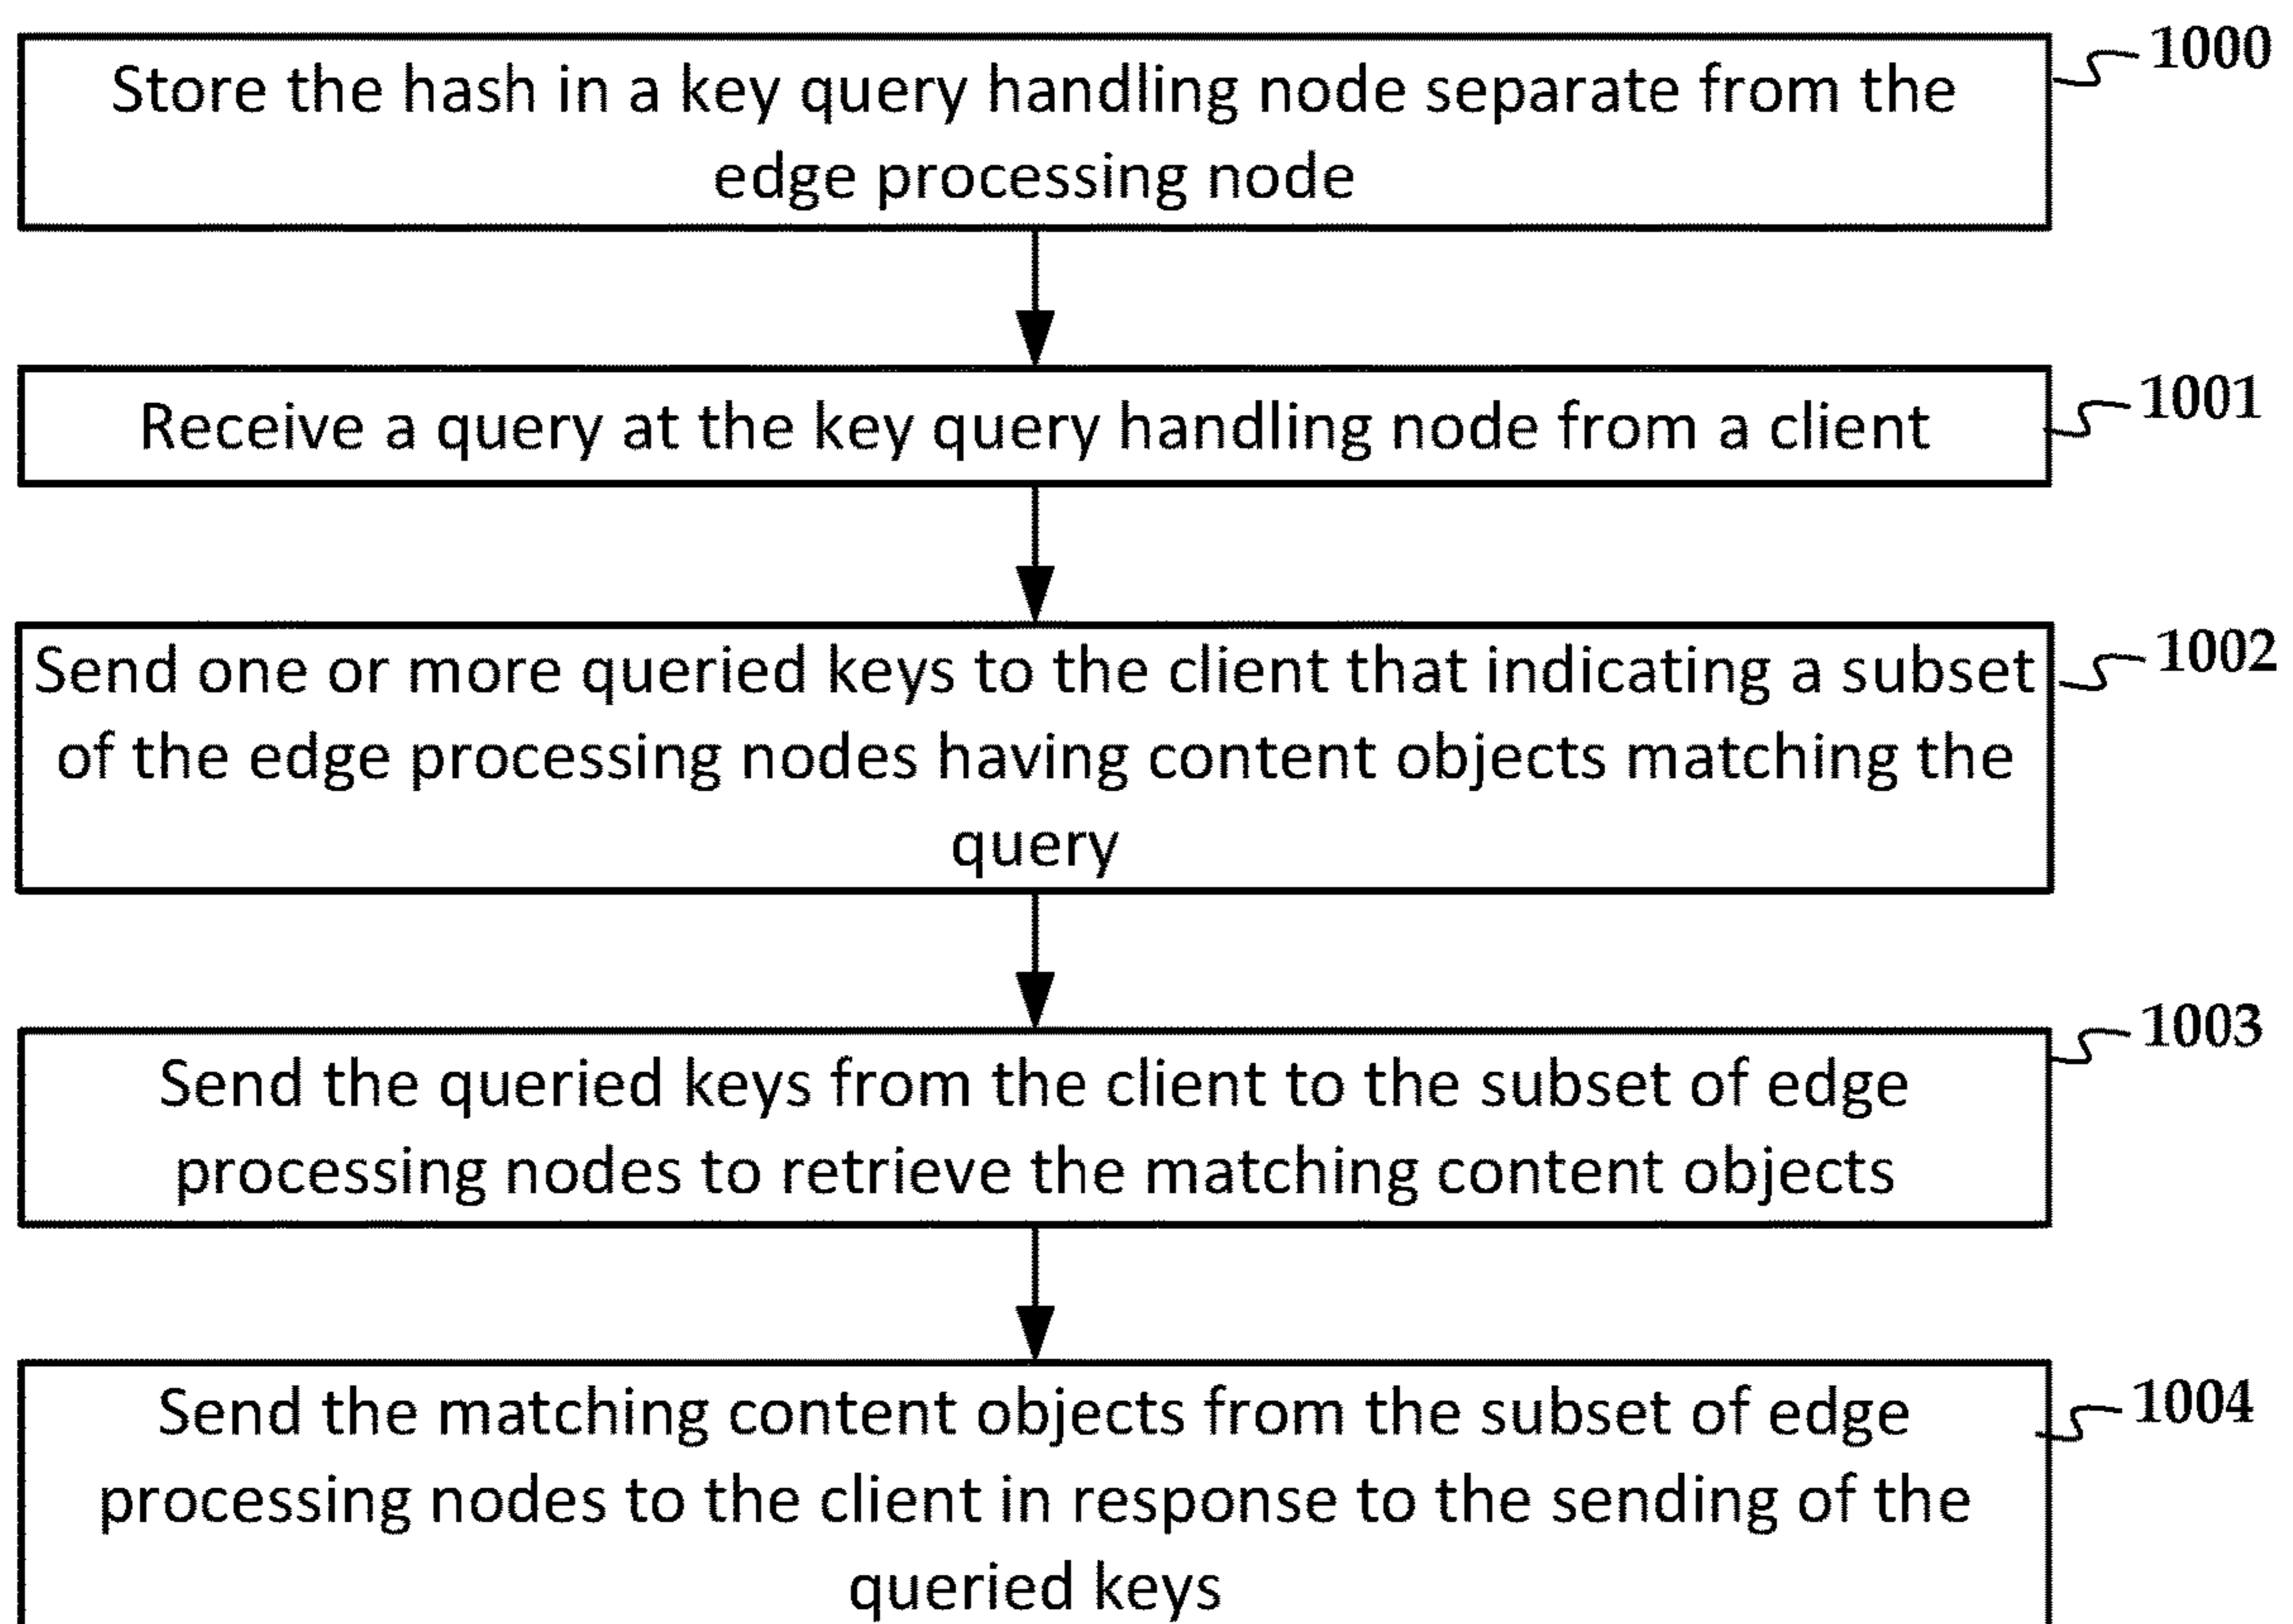 Store the hash in a key query handling node separate from the
edge processing node
1000
Receive a query at the key query handling node from a client
1001
Send one or more queried keys to the client that indicating a subset
of the edge processing nodes having content objects matching the
query
1002
Send the queried keys from the client to the subset of edge
processing nodes to retrieve the matching content objects
1003
Send the matching content objects from the subset of edge
processing nodes to the client in response to the sending of the
queried keys
1004